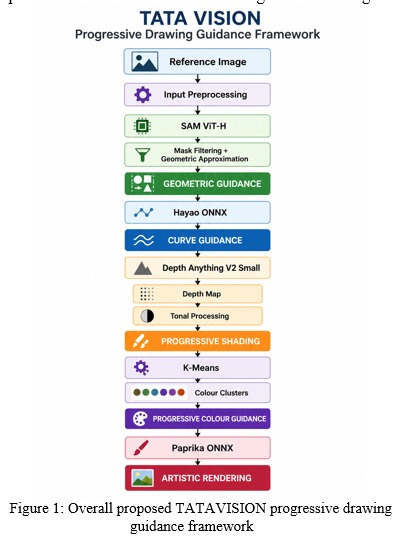 TATA VISION
Progressive Drawing Guidance Framework
Reference Image
Input Preprocessing
SAM ViT-H
Mask Filtering +
Geometric Approximation
GEOMETRIC GUIDANCE
Hayao ONNX
CURVE GUIDANCE
Depth Anything V2 Small
Depth Map
Tonal Processing
PROGRESSIVE SHADING
K-Means
Colour Clusters
PROGRESSIVE COLOUR GUIDANCE
Paprika ONNX
ARTISTIC RENDERING
Figure 1: Overall proposed TATAVISION progressive drawing
guidance framework